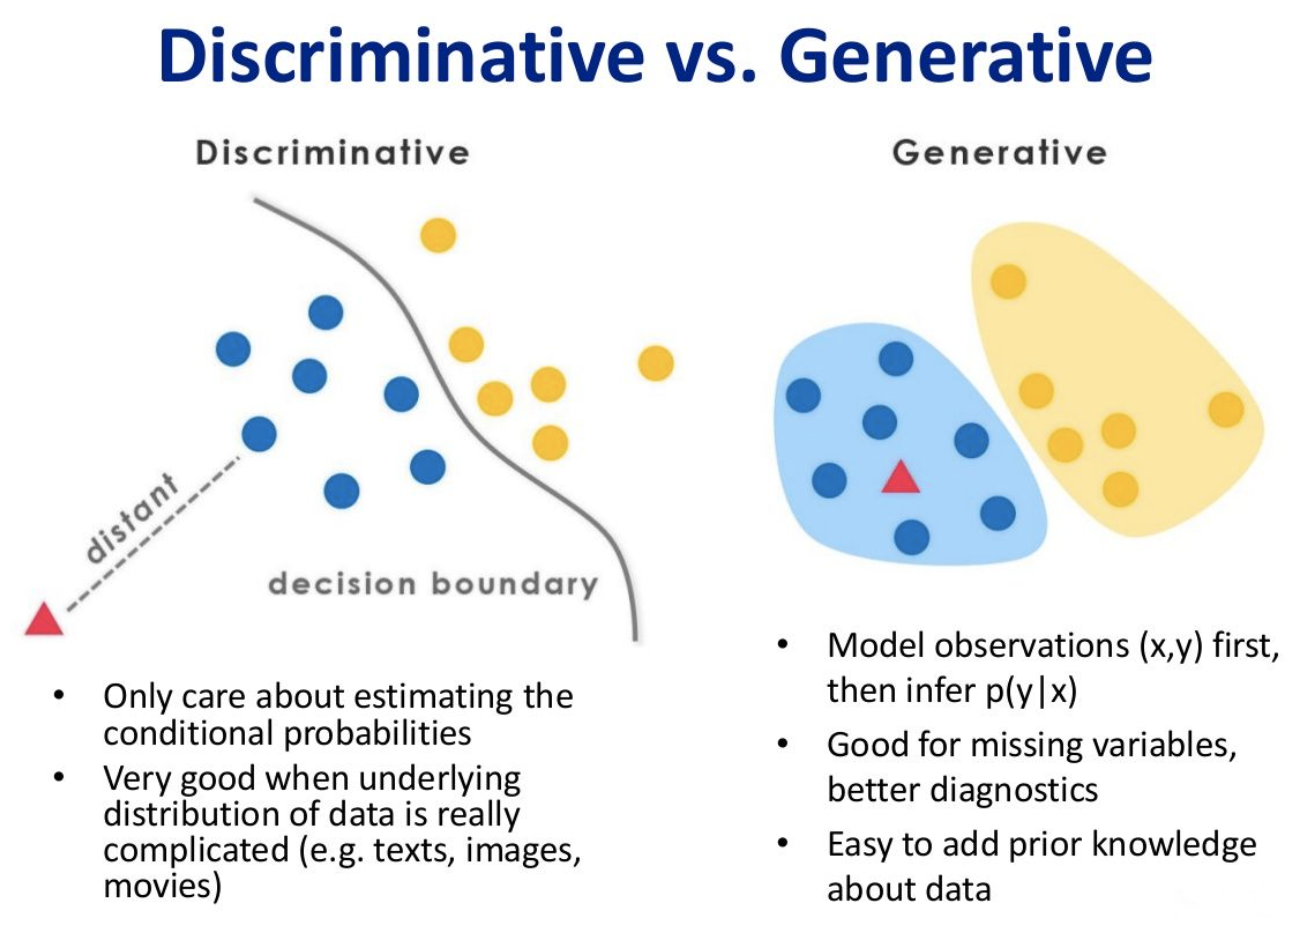 Discriminative vs. Generative
Discriminative
distant
decision boundary
• Only care about estimating the
conditional probabilities
• Very good when underlying
distribution of data is really
complicated (e.g. texts, images,
movies)
Generative
• Model observations (x,y) first,
then infer p(y|x)
• Good for missing variables,
better diagnostics
• Easy to add prior knowledge
about data